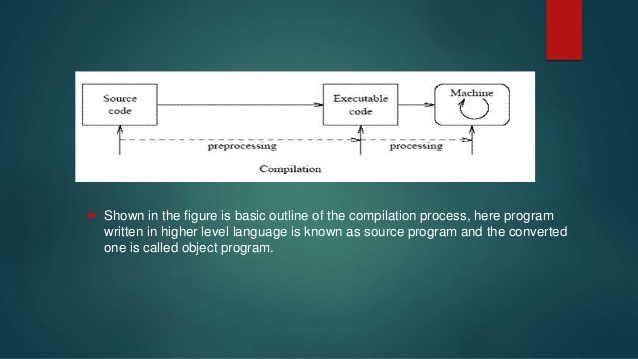 Source
code
Executable
code
Machine
preprocessing
processing
Compilation
Shown in the figure is basic outline of the compilation process, here program
written in higher level language is known as source program and the converted
one is called object program.